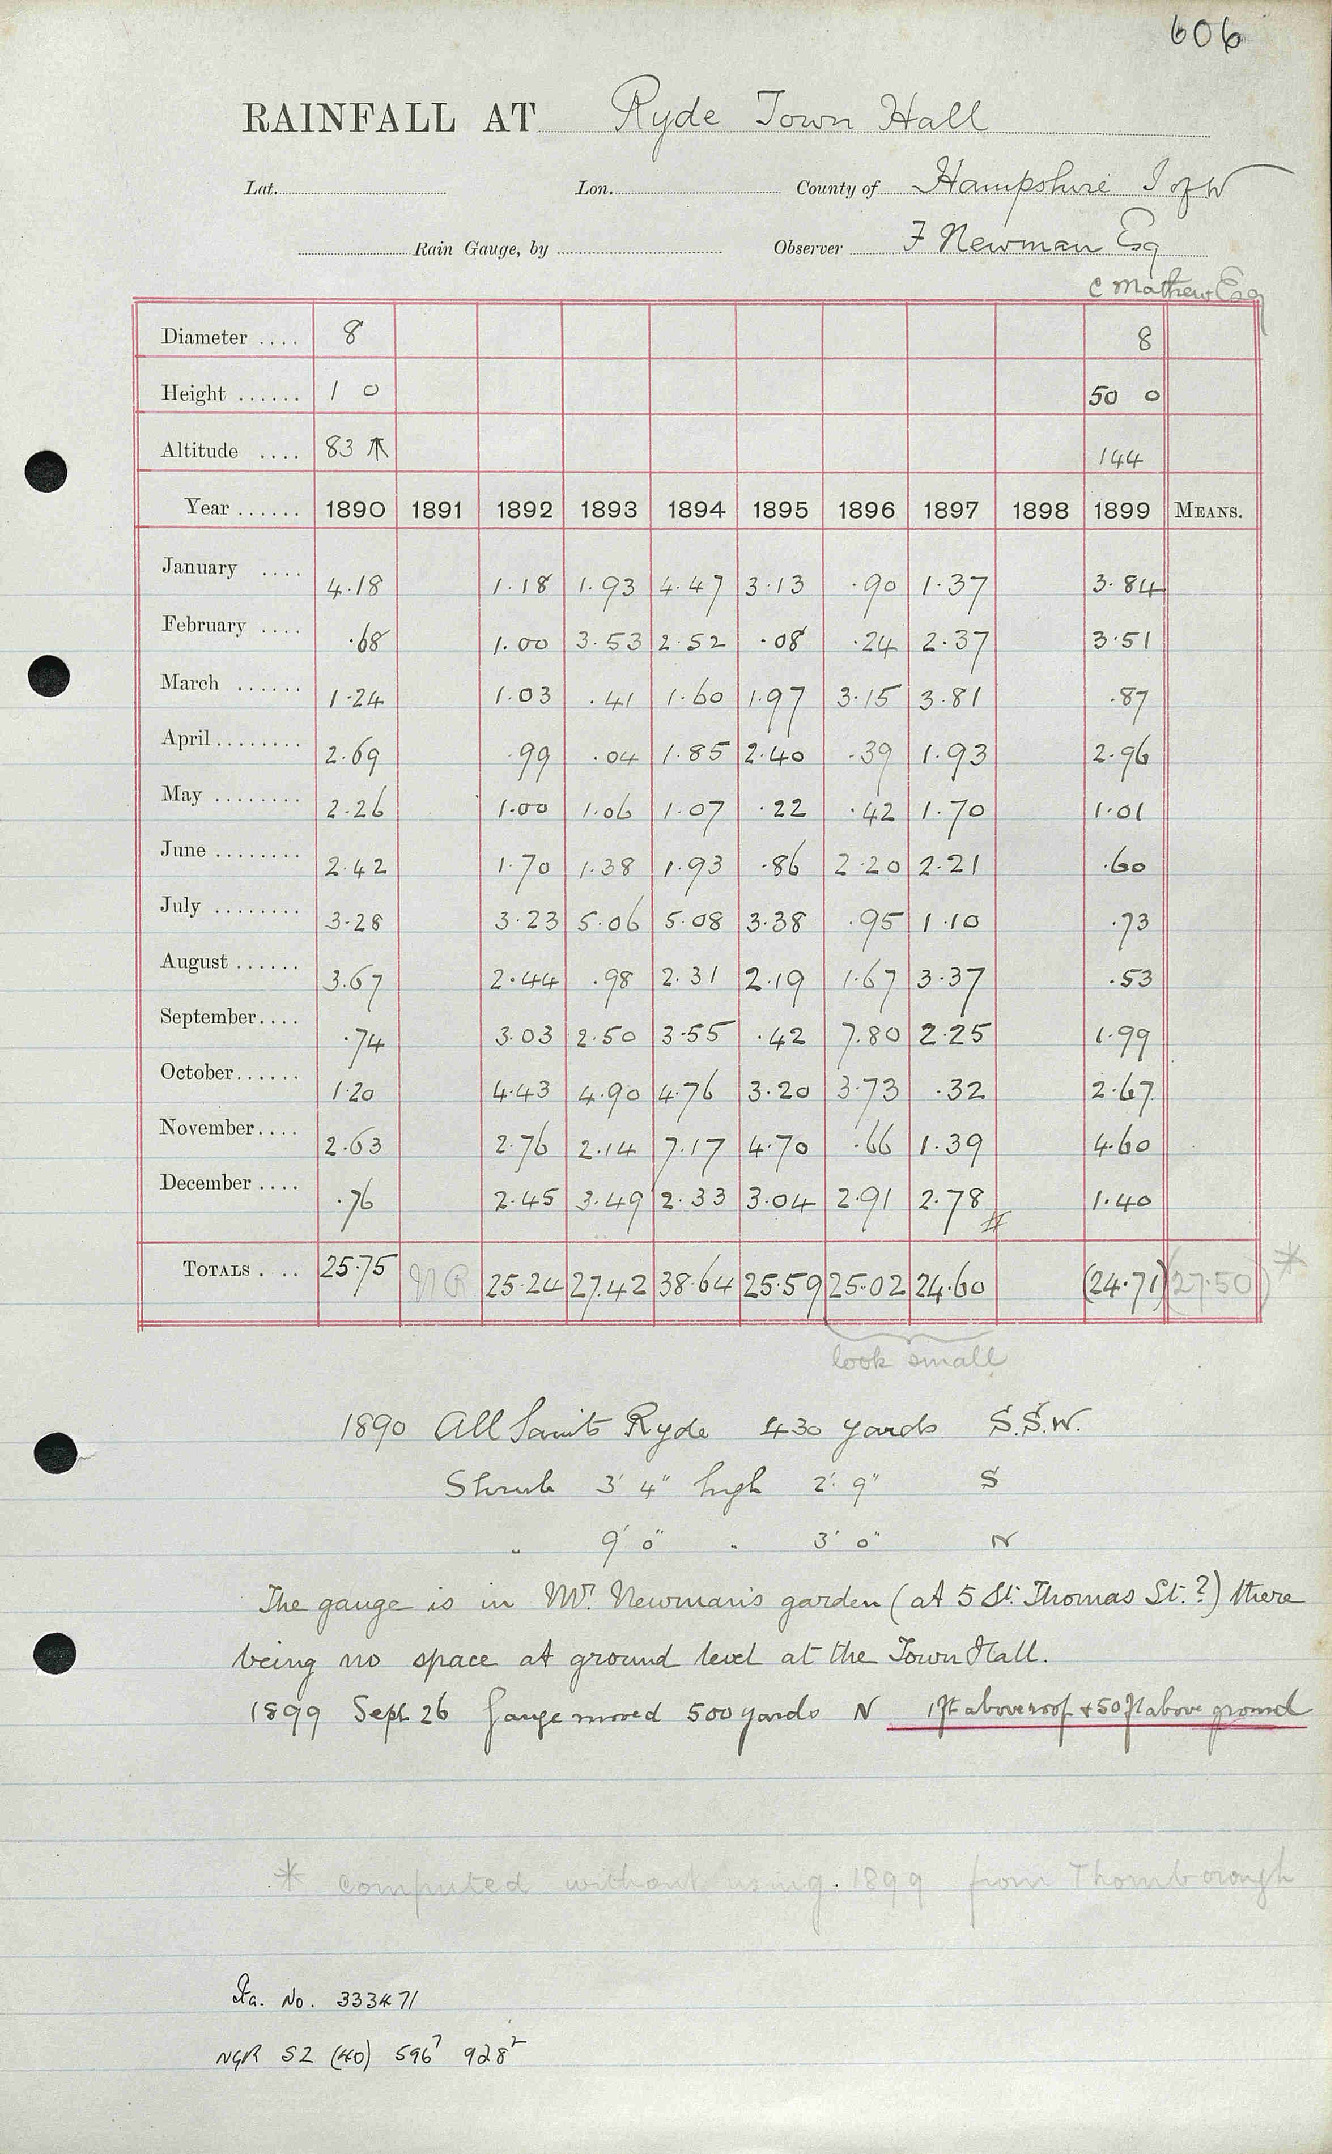 606
RAINFALL AT Ryde Town Hall
Lat. Lon. County of Hampshire I of W
Rain Gauge, by Observer F Newman Esq
C Mathew Esq
Diameter .... 8 8
Height ...... 1 0 50 0
Altitude .... 83 144
Year ...... 1890 1891 1892 1893 1894 1895 1896 1897 1898 1899 MEANS.
January .... 4.18 1.18 1.93 4.47 3.13 .90 1.37 3.84
February .... .68 1.00 3.53 2.52 .08 .24 2.37 3.51
March ...... 1.24 1.03 .41 1.60 1.97 3.15 3.81 .87
April ........ 2.69 .99 .04 1.85 2.40 .39 1.93 2.96
May ........ 2.26 1.00 1.06 1.07 .22 .42 1.70 1.01
June ........ 2.42 1.70 1.38 1.93 .86 2.20 2.21 .60
July ........ 3.28 3.23 5.06 5.08 3.38 .95 1.10 .73
August ...... 3.67 2.44 .98 2.31 2.19 1.67 3.37 .53
September.... .74 3.03 2.50 3.55 .42 7.80 2.25 1.99
October...... 1.20 4.43 4.90 4.76 3.20 3.73 .32 2.67
November.... 2.63 2.76 2.14 7.17 4.70 .66 1.39 4.60
December .... .76 2.45 3.49 2.33 3.04 2.91 2.78 1.40
#
TOTALS .... 25.75 NR 25.24 27.42 38.64 25.59 25.02 24.60 (24.71) (27.50) *
look small
1890 All Saints Ryde 430 yards S.S.W.
Shrub 3' 4" high 2' 9" S
" 9' 0" " 3' 0" N
The gauge is in Mr. Newman's garden (at 5 St. Thomas St.?) there
being no space at ground level at the Town Hall.
1899 Sept 26 Gauge moved 500 yards N 1ft above roof + 50 ft above ground
* Computed without using 1899 from Thornborough
Sta. No. 333471
NGR SZ (40) 596⁷ 928²